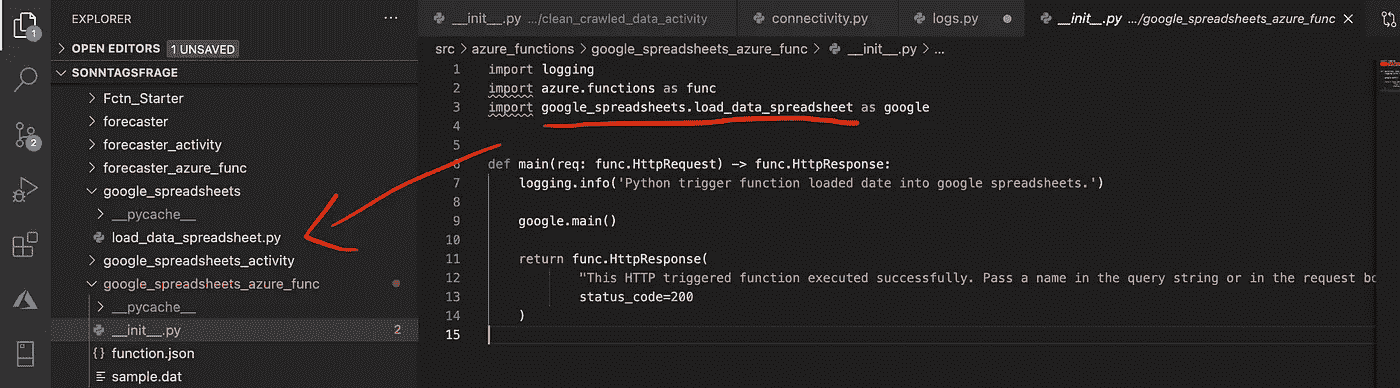 EXPLORER
OPEN EDITORS 1 UNSAVED
SONNTAGSFRAGE
Fctn_Starter
forecaster
forecaster_activity
forecaster_azure_func
google_spreadsheets
__pycache__
load_data_spreadsheet.py
google_spreadsheets_activity
google_spreadsheets_azure_func
__pycache__
__init__.py 2
{} function.json
sample.dat
1
2
__init__.py .../clean_crawled_data_activity
connectivity.py
logs.py
__init__.py .../google_spreadsheets_azure_func
src > azure_functions > google_spreadsheets_azure_func > __init__.py > ...
1 import logging
2 import azure.functions as func
3 import google_spreadsheets.load_data_spreadsheet as google
4
5
6 def main(req: func.HttpRequest) -> func.HttpResponse:
7 logging.info('Python trigger function loaded date into google spreadsheets.')
8
9 google.main()
10
11 return func.HttpResponse(
12 "This HTTP triggered function executed successfully. Pass a name in the query string or in the request bo
13 status_code=200
14 )
15